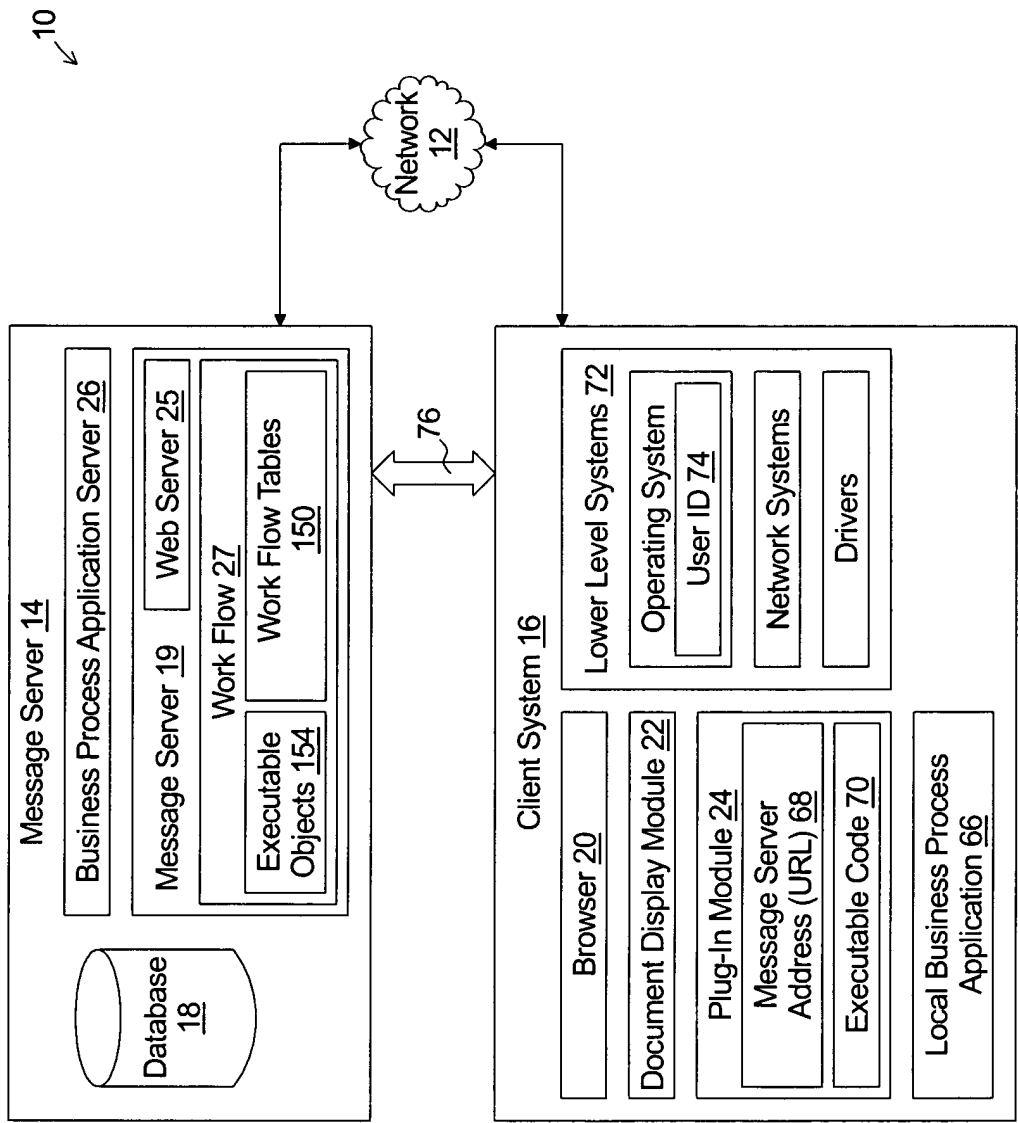 10
Message Server 14
Business Process Application Server 26
Database
18
Message Server 19
Web Server 25
Work Flow 27
Executable
Objects 154
Work Flow Tables
150
Network
12
76
Client System 16
Browser 20
Document Display Module 22
Plug-In Module 24
Message Server
Address (URL) 68
Executable Code 70
Local Business Process
Application 66
Lower Level Systems 72
Operating System
User ID 74
Network Systems
Drivers